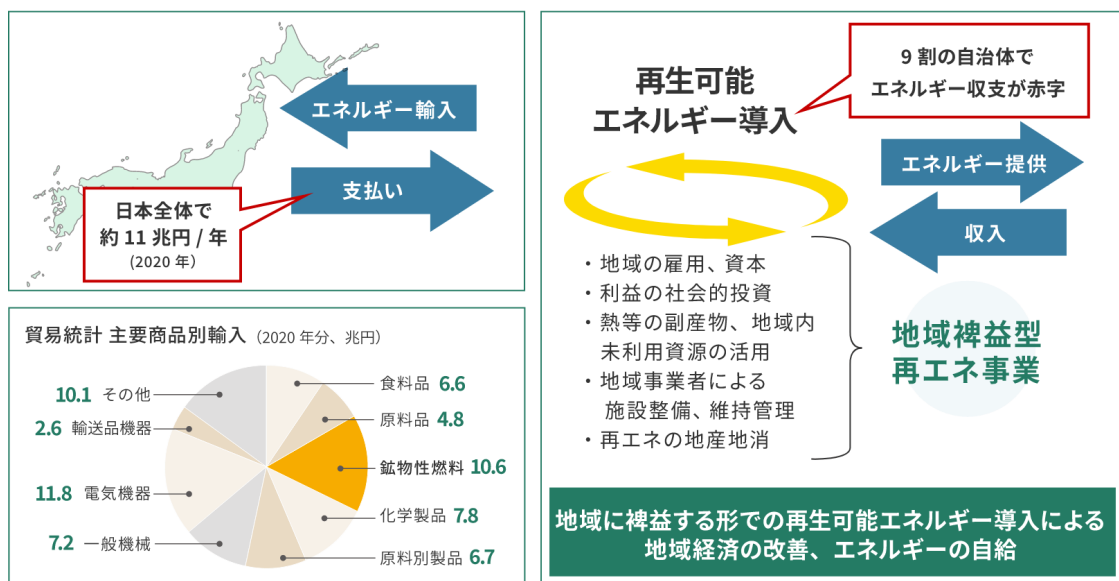 エネルギー輸入
支払い
日本全体で
約11兆円/年
(2020年)
貿易統計 主要商品別輸入(2020年分、兆円)
食料品 6.6
原料品 4.8
鉱物性燃料 10.6
化学製品 7.8
原料別製品 6.7
10.1 その他
2.6 輸送品機器
11.8 電気機器
7.2 一般機械
9割の自治体で
エネルギー収支が赤字
再生可能
エネルギー導入
エネルギー提供
収入
・地域の雇用、資本
・利益の社会的投資
・熱等の副産物、地域内
未利用資源の活用
・地域事業者による
施設整備、維持管理
・再エネの地産地消
地域裨益型
再エネ事業
地域に裨益する形での再生可能エネルギー導入による
地域経済の改善、エネルギーの自給